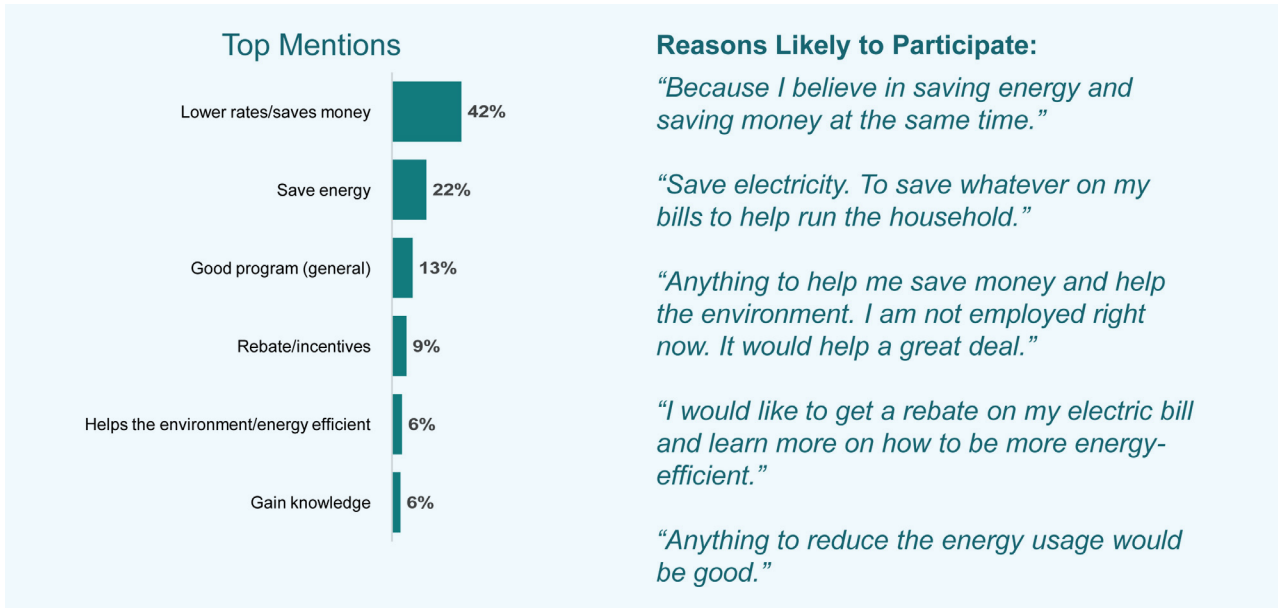 Top Mentions
Lower rates/saves money 42%
Save energy 22%
Good program (general) 13%
Rebate/incentives 9%
Helps the environment/energy efficient 6%
Gain knowledge 6%
Reasons Likely to Participate:
“Because I believe in saving energy and
saving money at the same time.”
“Save electricity. To save whatever on my
bills to help run the household.”
“Anything to help me save money and help
the environment. I am not employed right
now. It would help a great deal.”
“I would like to get a rebate on my electric bill
and learn more on how to be more energy-
efficient.”
“Anything to reduce the energy usage would
be good.”